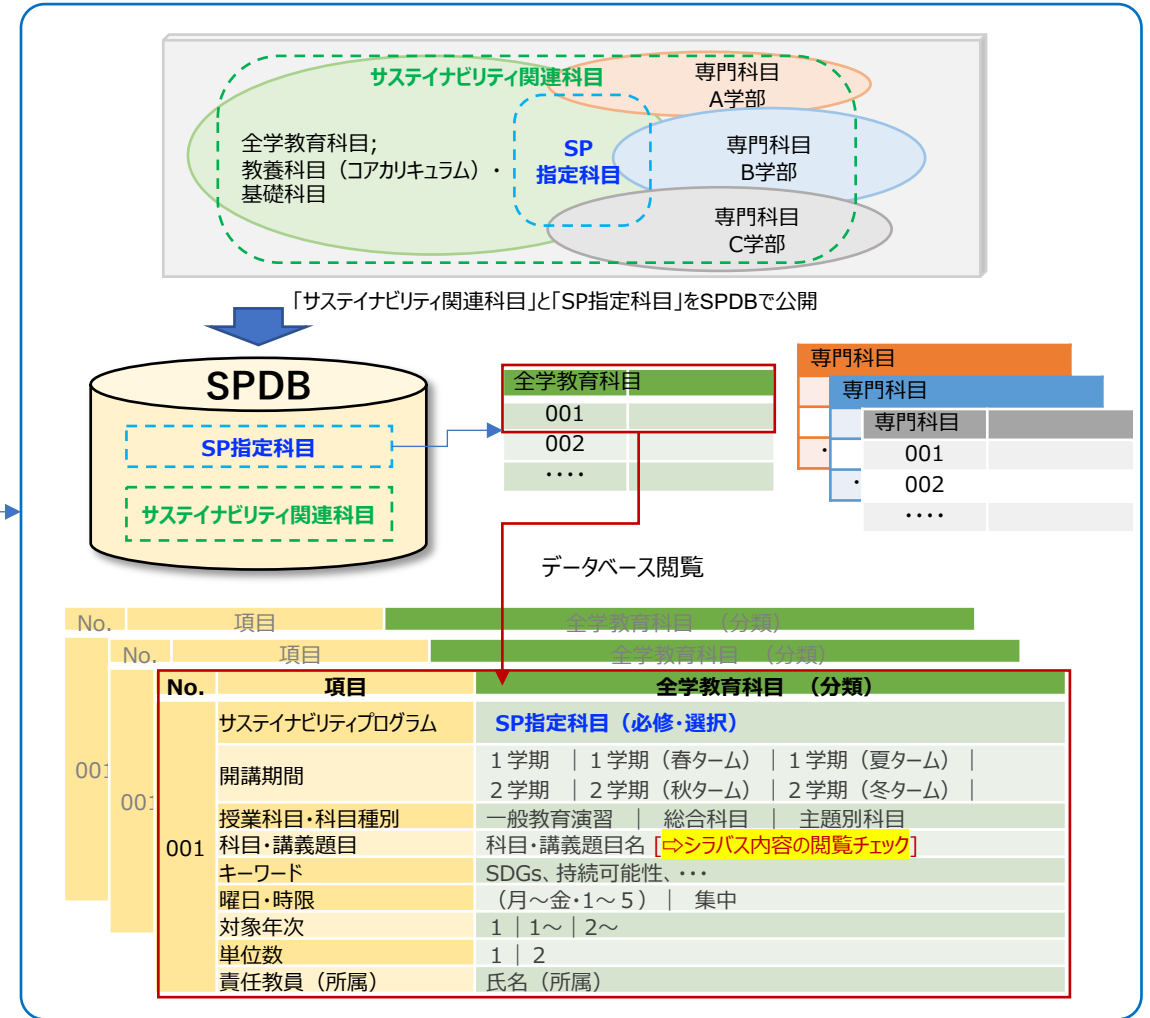 サステイナビリティ関連科目
専門科目
A学部
全学教育科目;
教養科目（コアカリキュラム）・
基礎科目
SP
指定科目
専門科目
B学部
専門科目
C学部
「サステイナビリティ関連科目」と「SP指定科目」をSPDBで公開
SPDB
SP指定科目
サステイナビリティ関連科目
全学教育科目
001
002
・・・・
専門科目
・
専門科目
・
専門科目
001
002
・・・・
データベース閲覧
No. 項目 全学教育科目 （分類）
001
No. 項目 全学教育科目 （分類）
001
No. 項目 全学教育科目 （分類）
001
サステイナビリティプログラム SP指定科目（必修・選択）
開講期間
１学期 ｜１学期（春ターム）｜１学期（夏ターム）｜
２学期 ｜２学期（秋ターム）｜２学期（冬ターム）｜
授業科目・科目種別 一般教育演習 ｜ 総合科目 ｜ 主題別科目
科目・講義題目 科目・講義題目名 [⇨シラバス内容の閲覧チェック]
キーワード SDGs、持続可能性、・・・
曜日・時限 （月～金・1～５）｜ 集中
対象年次 1｜1～｜2～
単位数 1｜2
責任教員（所属） 氏名（所属）